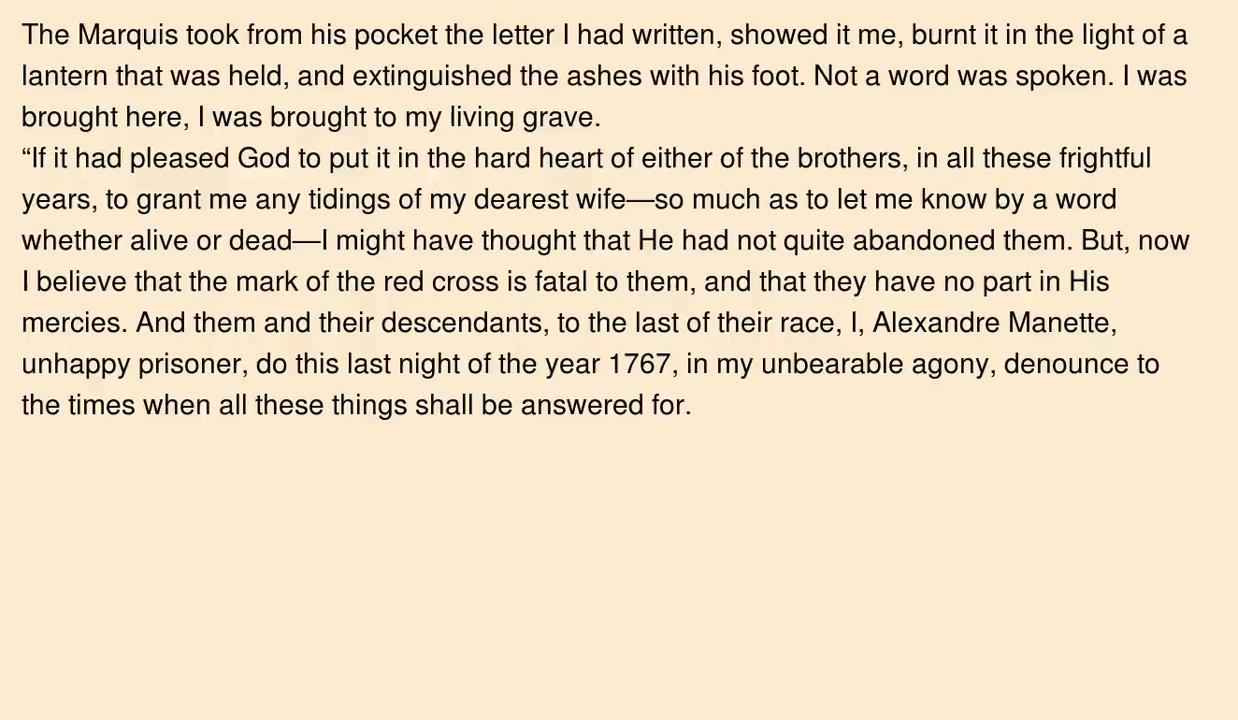 The Marquis took from his pocket the letter I had written, showed it me, burnt it in the light of a
lantern that was held, and extinguished the ashes with his foot. Not a word was spoken. I was
brought here, I was brought to my living grave.
“If it had pleased God to put it in the hard heart of either of the brothers, in all these frightful
years, to grant me any tidings of my dearest wife—so much as to let me know by a word
whether alive or dead—I might have thought that He had not quite abandoned them. But, now
I believe that the mark of the red cross is fatal to them, and that they have no part in His
mercies. And them and their descendants, to the last of their race, I, Alexandre Manette,
unhappy prisoner, do this last night of the year 1767, in my unbearable agony, denounce to
the times when all these things shall be answered for.